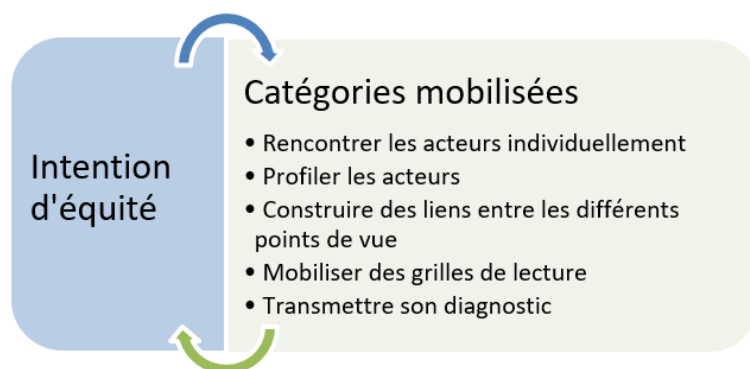 Intention
d'équité
Catégories mobilisées
• Rencontrer les acteurs individuellement
• Profiler les acteurs
• Construire des liens entre les différents
points de vue
• Mobiliser des grilles de lecture
• Transmettre son diagnostic